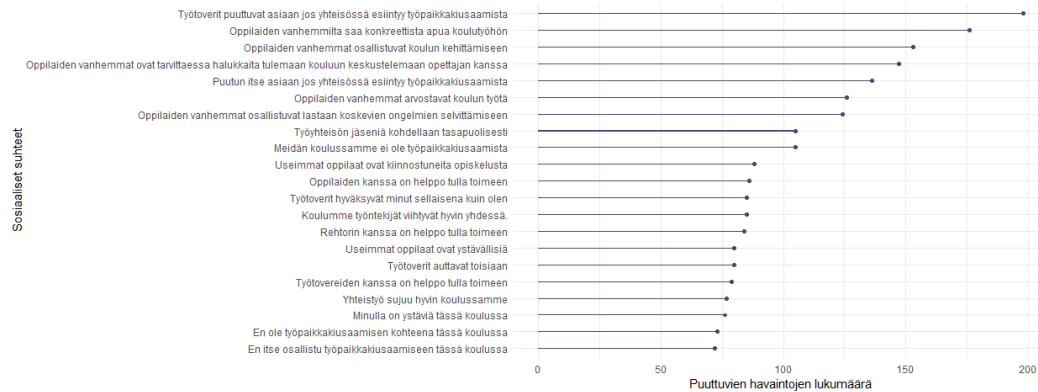 Työtoverit puuttuvat asiaan jos yhteisössä esiintyy työpaikkakiusaamista
Oppilaiden vanhemmilta saa konkreettista apua koulutyöhön
Oppilaiden vanhemmat osallistuvat koulun kehittämiseen
Oppilaiden vanhemmat ovat tarvittaessa halukkaita tulemaan kouluun keskustelemaan opettajan kanssa
Puutun itse asiaan jos yhteisössä esiintyy työpaikkakiusaamista
Oppilaiden vanhemmat arvostavat koulun työtä
Oppilaiden vanhemmat osallistuvat lastaan koskevien ongelmien selvittämiseen
Työyhteisön jäseniä kohdellaan tasapuolisesti
Meidän koulussamme ei ole työpaikkakiusaamista
Useimmat oppilaat ovat kiinnostuneita opiskelusta
Oppilaiden kanssa on helppo tulla toimeen
Työtoverit hyväksyvät minut sellaisena kuin olen
Koulumme työntekijät viihtyvät hyvin yhdessä.
Rehtorin kanssa on helppo tulla toimeen
Useimmat oppilaat ovat ystävällisiä
Työtoverit auttavat toisiaan
Työtovereiden kanssa on helppo tulla toimeen
Yhteistyö sujuu hyvin koulussamme
Minulla on ystäviä tässä koulussa
En ole työpaikkakiusaamisen kohteena tässä koulussa
En itse osallistu työpaikkakiusaamiseen tässä koulussa
Sosiaaliset suhteet
0 50 100 150 200
Puuttuvien havaintojen lukumäärä